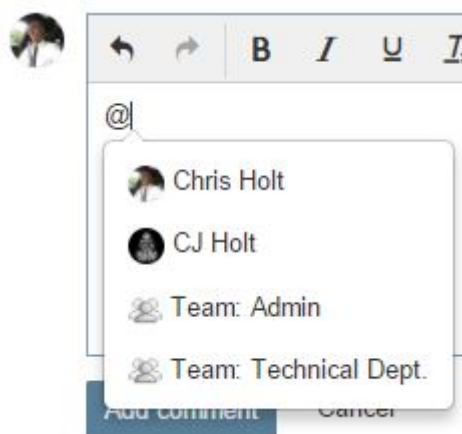 B I U T
@
Chris Holt
CJ Holt
Team: Admin
Team: Technical Dept.
Add comment Cancel